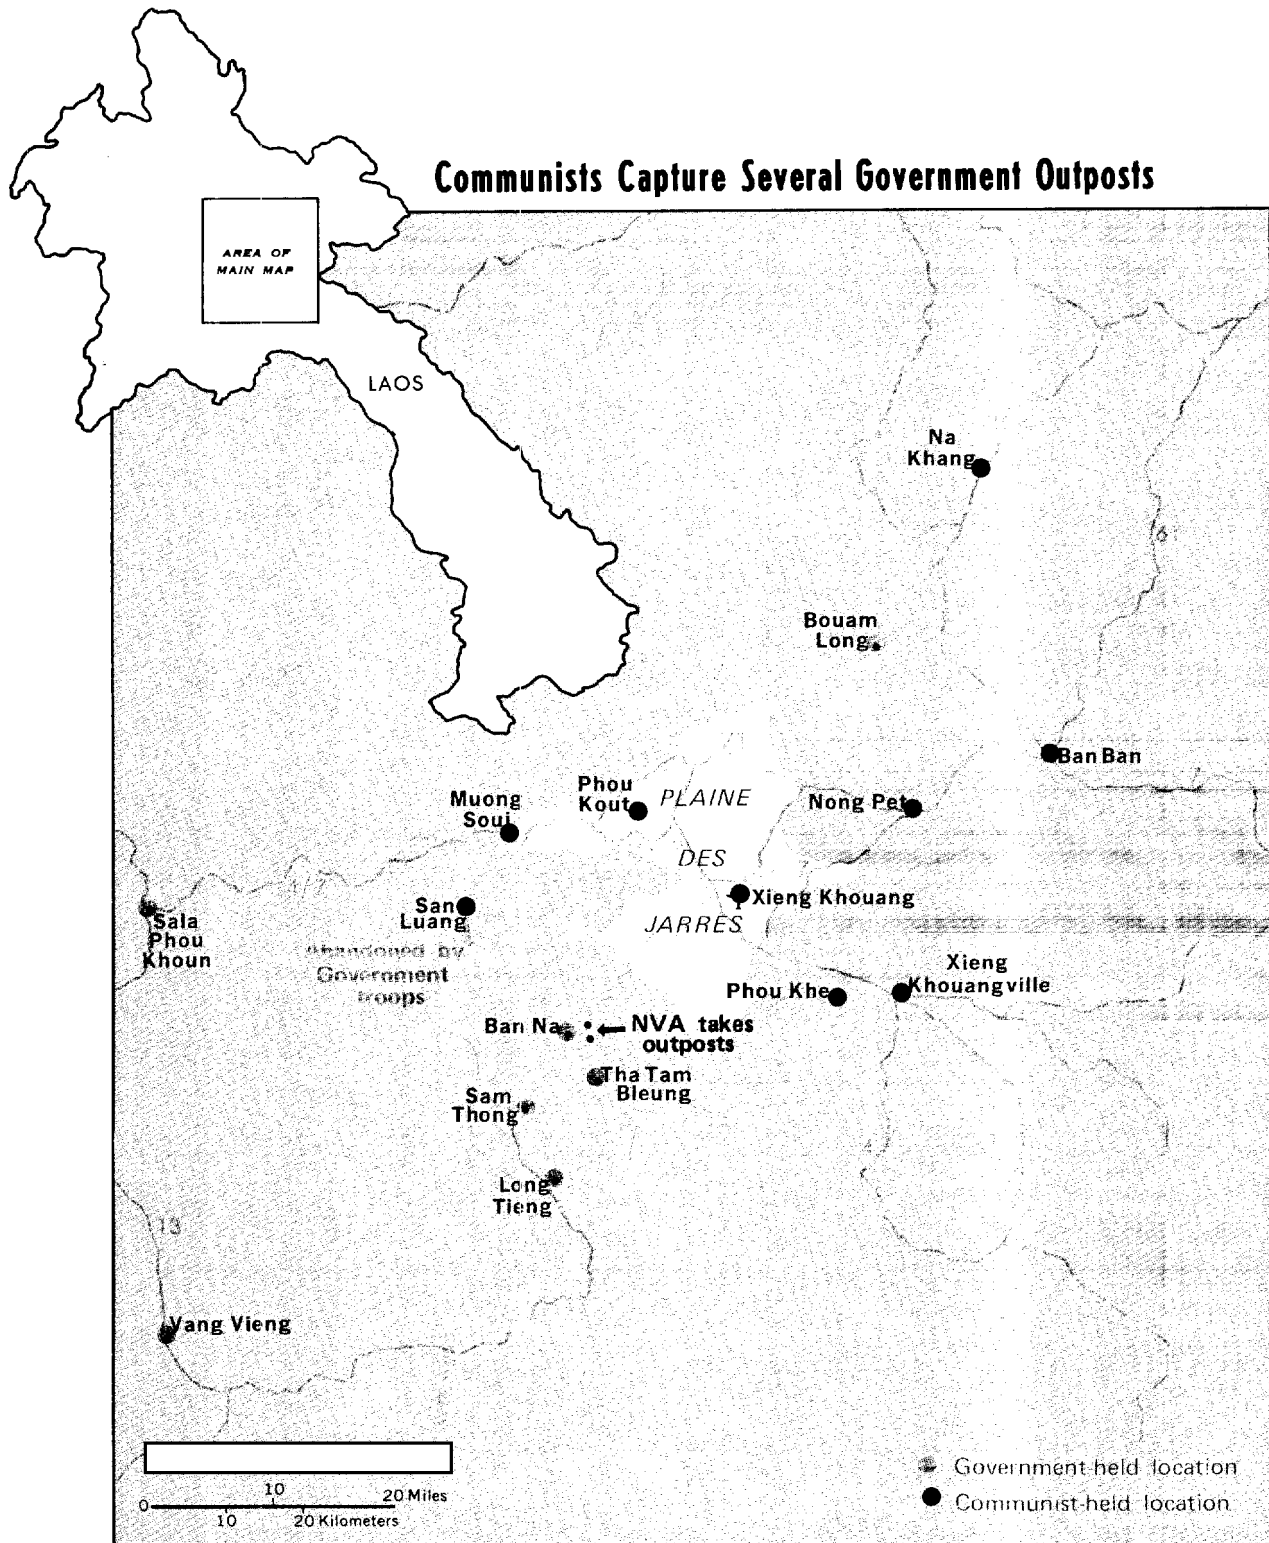 Communists Capture Several Government Outposts
AREA OF
MAIN MAP
LAOS
Na
Khang
6
Bouam
Long
Ban Ban
Phou
Kout
PLAINE
Nong Pet
Muong
Soui
DES
Xieng Khouang
JARRES
San
Luang
Abandoned by
Government
troops
4/7
Sala
Phou
Khoun
Xieng
Khouangville
Phou Khe
Ban Na
NVA takes
outposts
Tha Tam
Bleung
Sam
Thong
Long
Tieng
13
Vang Vieng
0 10 20 Miles
10 20 Kilometers
Government-held location
Communist-held location